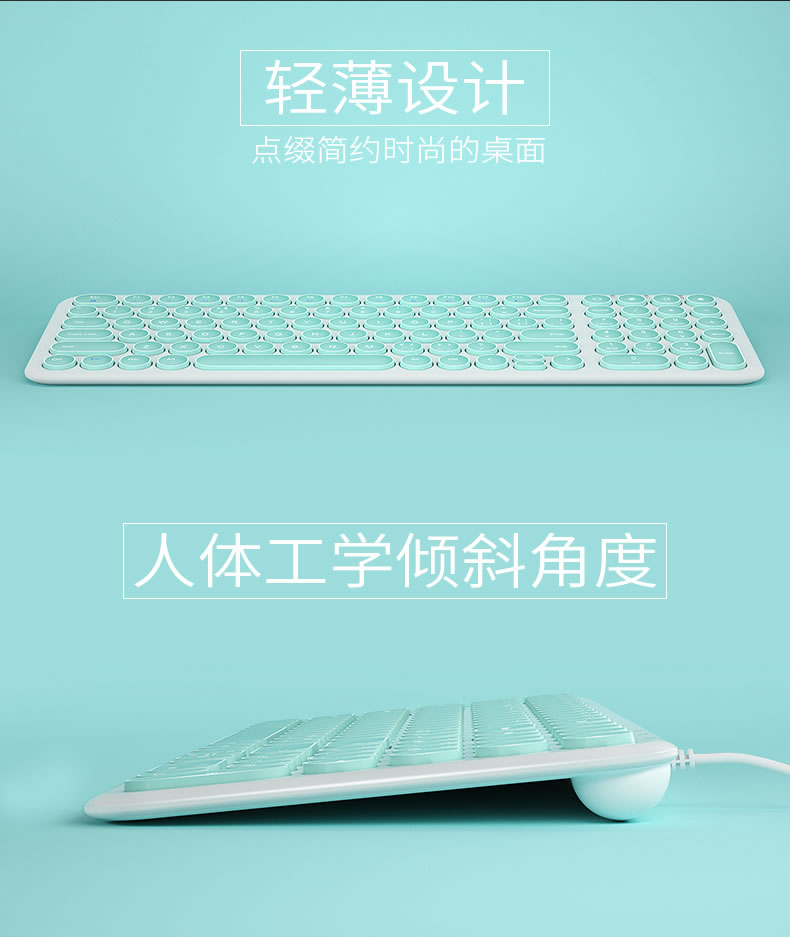 轻薄设计
点缀简约时尚的桌面
人体工学倾斜角度